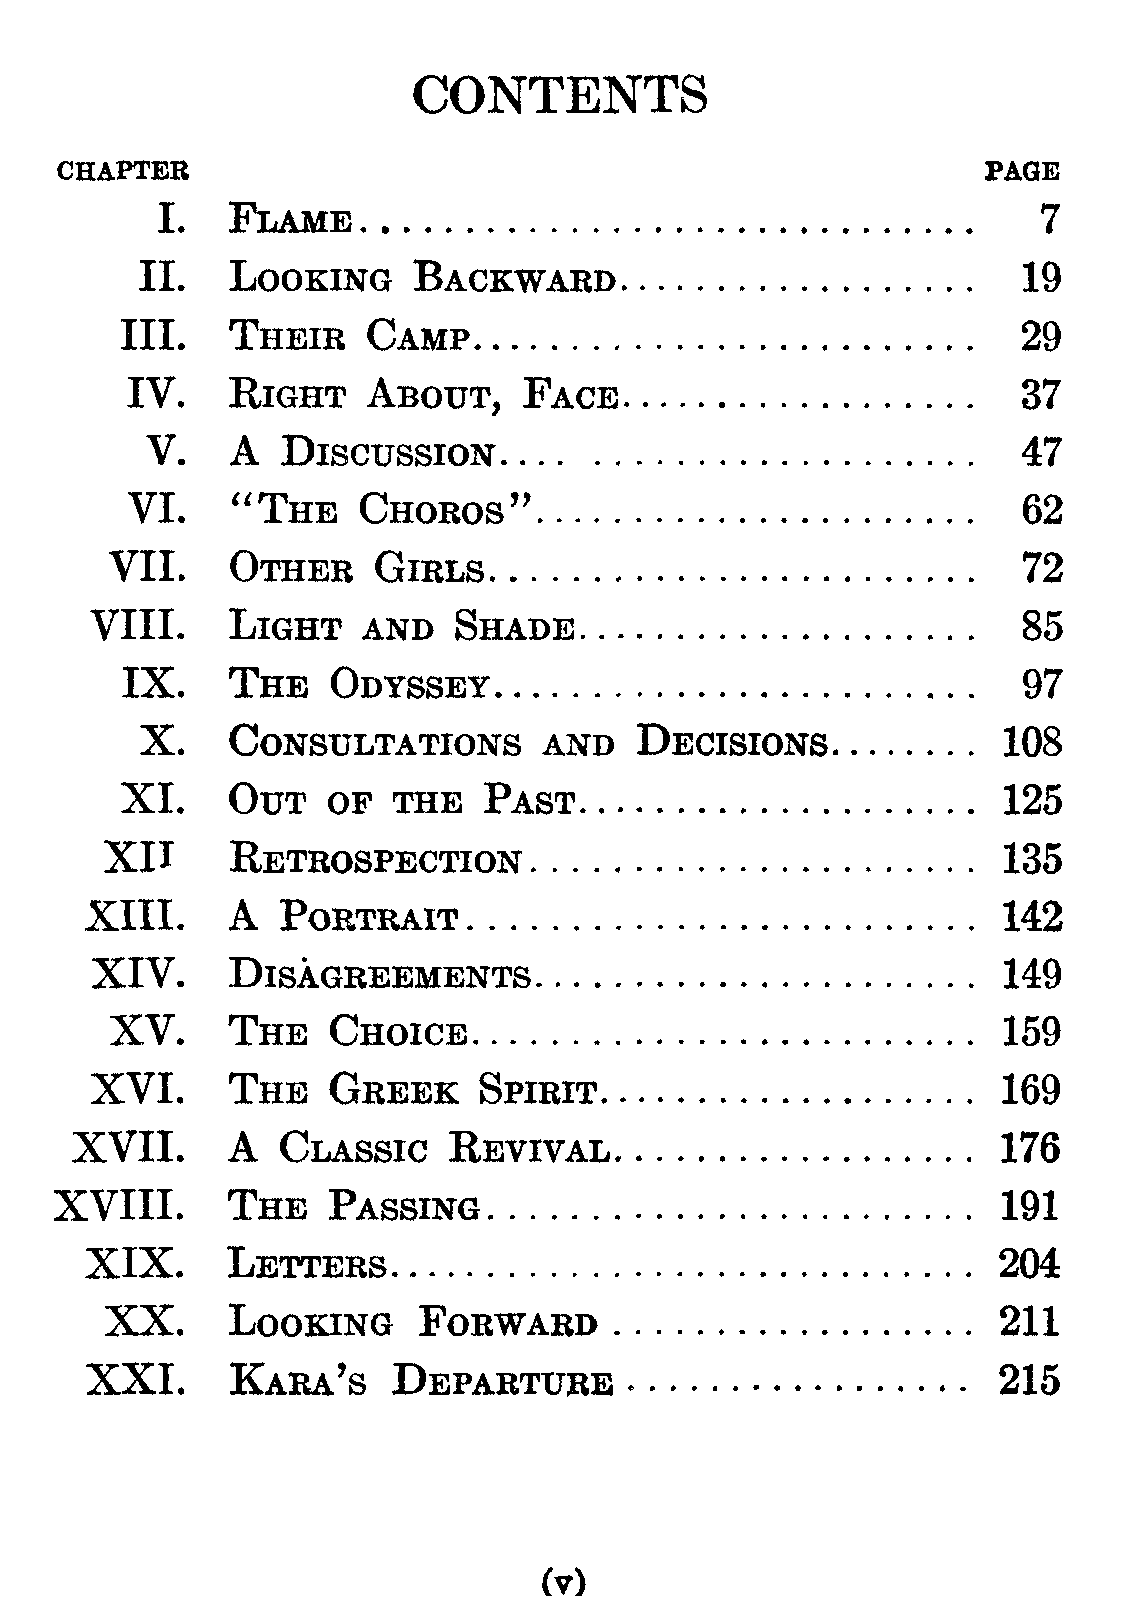 CONTENTS
CHAPTER PAGE
I. FLAME............................... 7
II. LOOKING BACKWARD.................. 19
III. THEIR CAMP......................... 29
IV. RIGHT ABOUT, FACE.................. 37
V. A DISCUSSION.... ................... 47
VI. "THE CHOROS"...................... 62
VII. OTHER GIRLS........................ 72
VIII. LIGHT AND SHADE.................... 85
IX. THE ODYSSEY........................ 97
X. CONSULTATIONS AND DECISIONS........ 108
XI. OUT OF THE PAST.................... 125
XII RETROSPECTION...................... 135
XIII. A PORTRAIT......................... 142
XIV. DISAGREEMENTS...................... 149
XV. THE CHOICE......................... 159
XVI. THE GREEK SPIRIT................... 169
XVII. A CLASSIC REVIVAL.................. 176
XVIII. THE PASSING........................ 191
XIX. LETTERS............................. 204
XX. LOOKING FORWARD .................. 211
XXI. KARA'S DEPARTURE ................. 215
(v)